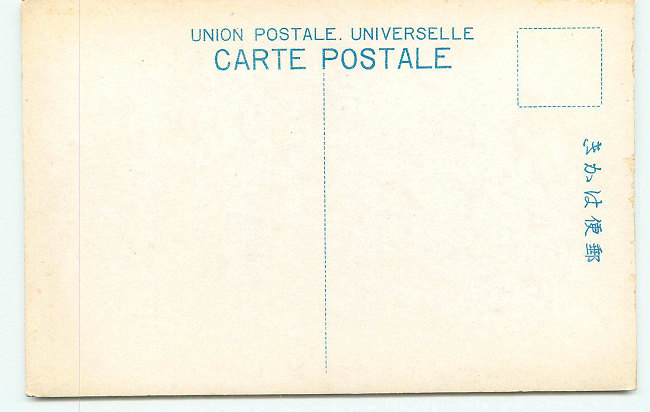 UNION POSTALE. UNIVERSELLE
CARTE POSTALE
郵便はかき